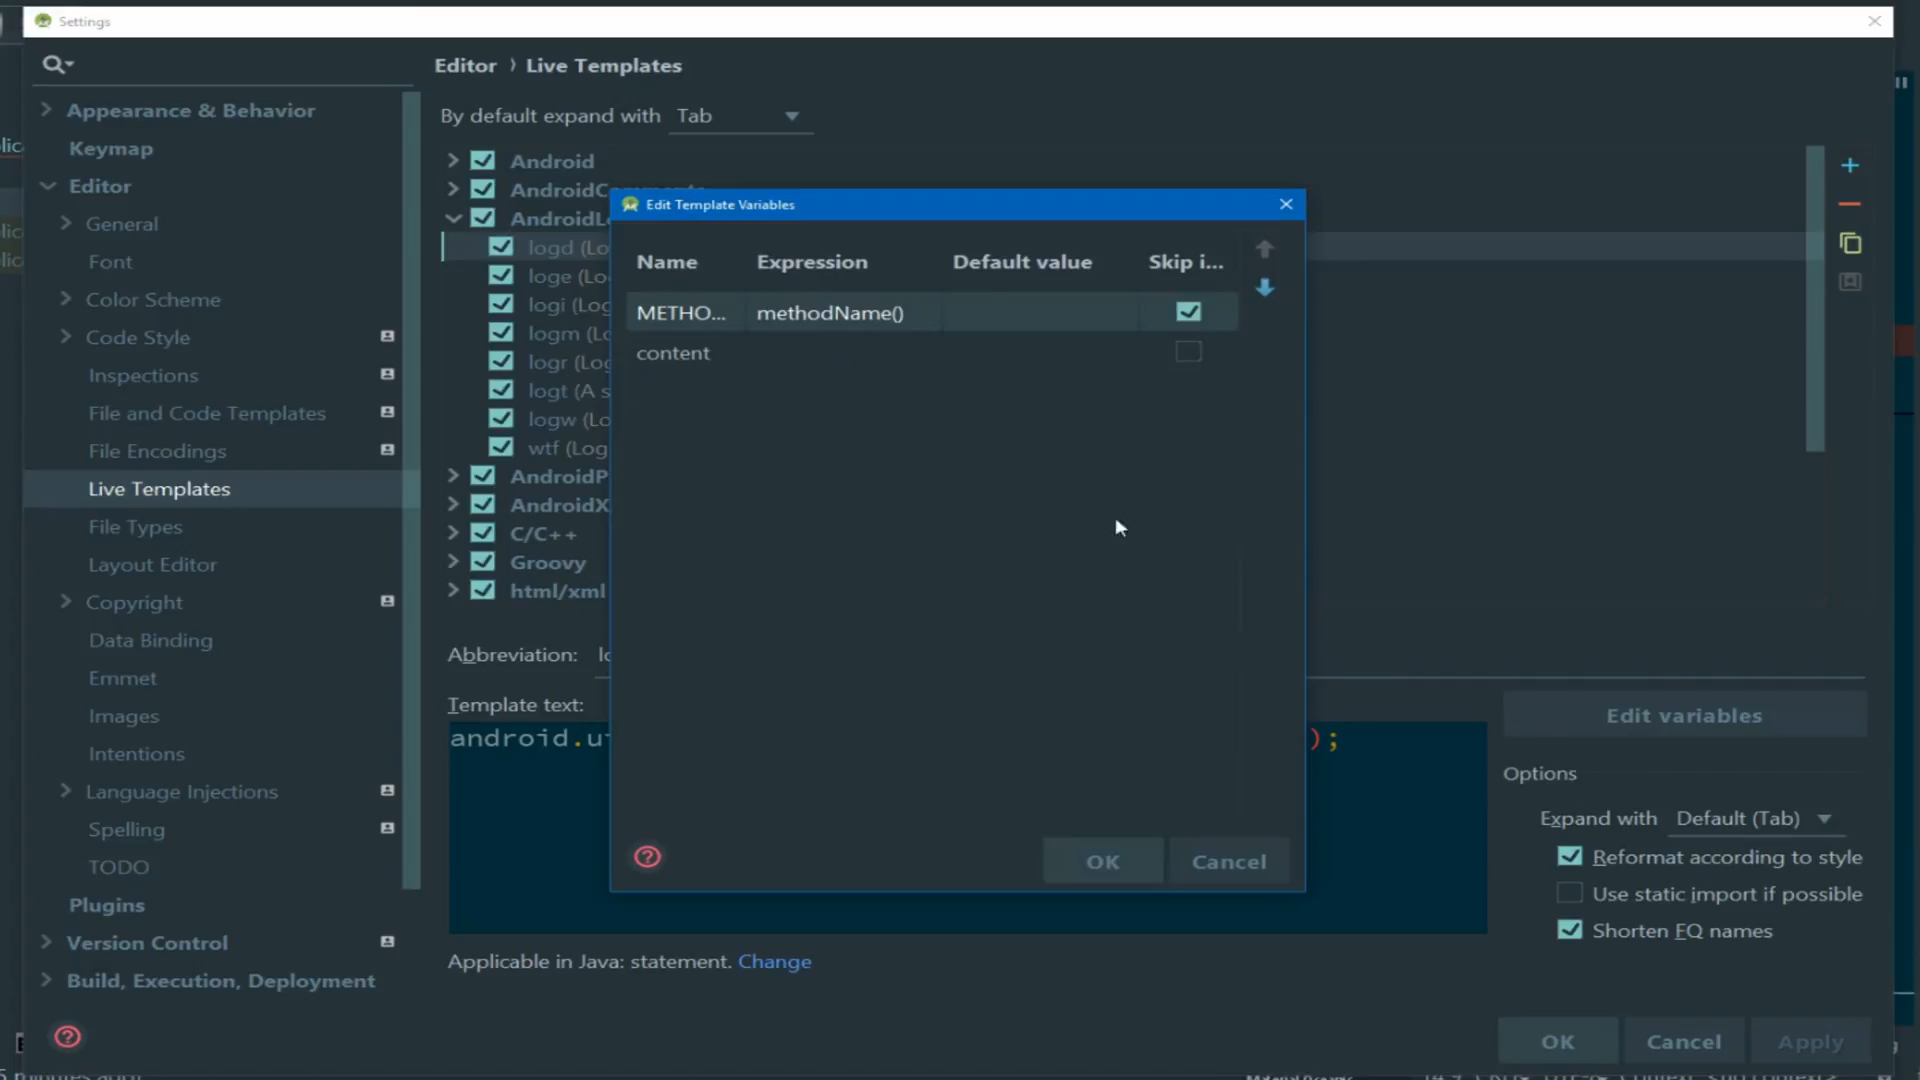 Settings
Appearance & Behavior
Keymap
Editor
General
Font
Color Scheme
Code Style
Inspections
File and Code Templates
File Encodings
Live Templates
File Types
Layout Editor
Copyright
Data Binding
Emmet
Images
Intentions
Language Injections
Spelling
TODO
Plugins
Version Control
Build, Execution, Deployment
Editor › Live Templates
By default expand with Tab
Android
AndroidC
AndroidL
logd (Lo
loge (Lo
logi (Log
logm (Lo
logr (Log
logt (A s
logw (Lo
wtf (Log
AndroidP
AndroidX
C/C++
Groovy
html/xml
Edit Template Variables
Name Expression Default value Skip i...
METHO... methodName()
content
OK Cancel
Abbreviation: lo
Template text:
android.u
);
Applicable in Java: statement. Change
Edit variables
Options
Expand with Default (Tab)
Reformat according to style
Use static import if possible
Shorten FQ names
OK Cancel Apply